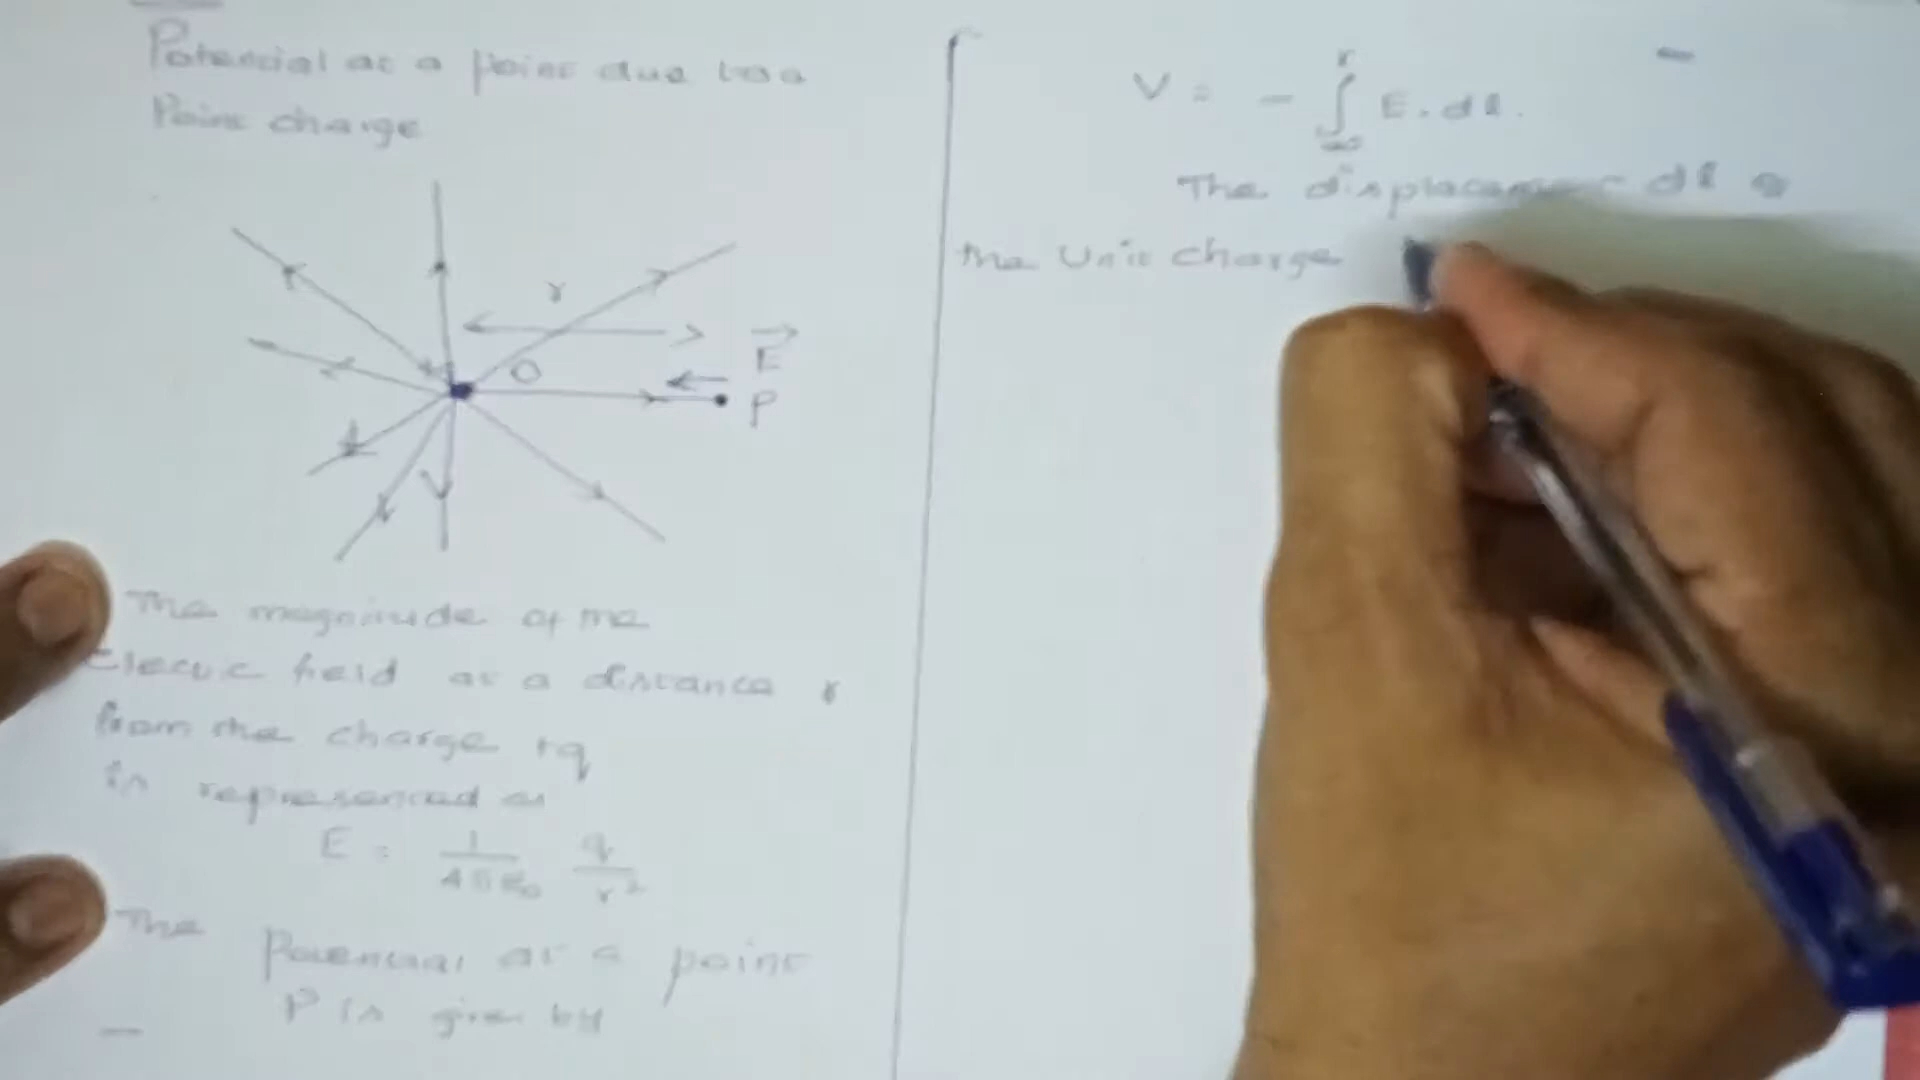 Potential at a point due to a
Point charge
r
E
O
P
The magnitude of the
electric field at a distance r
from the charge +q
is represented as
E = 1/4πε₀ q/r²
The Potential at a point
P is given by
V = - ∫∞^r E. dl.
The displacement dl
the Unit charge